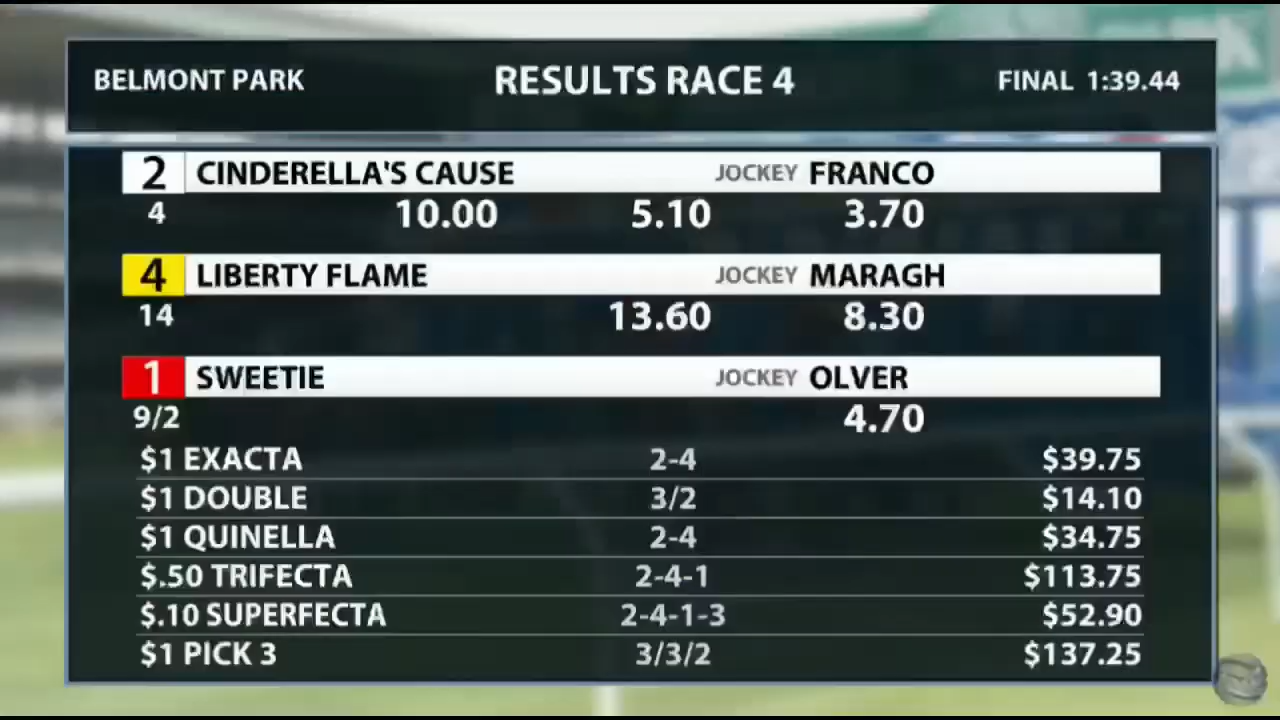 BELMONT PARK RESULTS RACE 4 FINAL 1:39.44
2 CINDERELLA'S CAUSE JOCKEY FRANCO
4 10.00 5.10 3.70
4 LIBERTY FLAME JOCKEY MARAGH
14 13.60 8.30
1 SWEETIE JOCKEY OLVER
9/2 4.70
$1 EXACTA 2-4 $39.75
$1 DOUBLE 3/2 $14.10
$1 QUINELLA 2-4 $34.75
$.50 TRIFECTA 2-4-1 $113.75
$.10 SUPERFECTA 2-4-1-3 $52.90
$1 PICK 3 3/3/2 $137.25